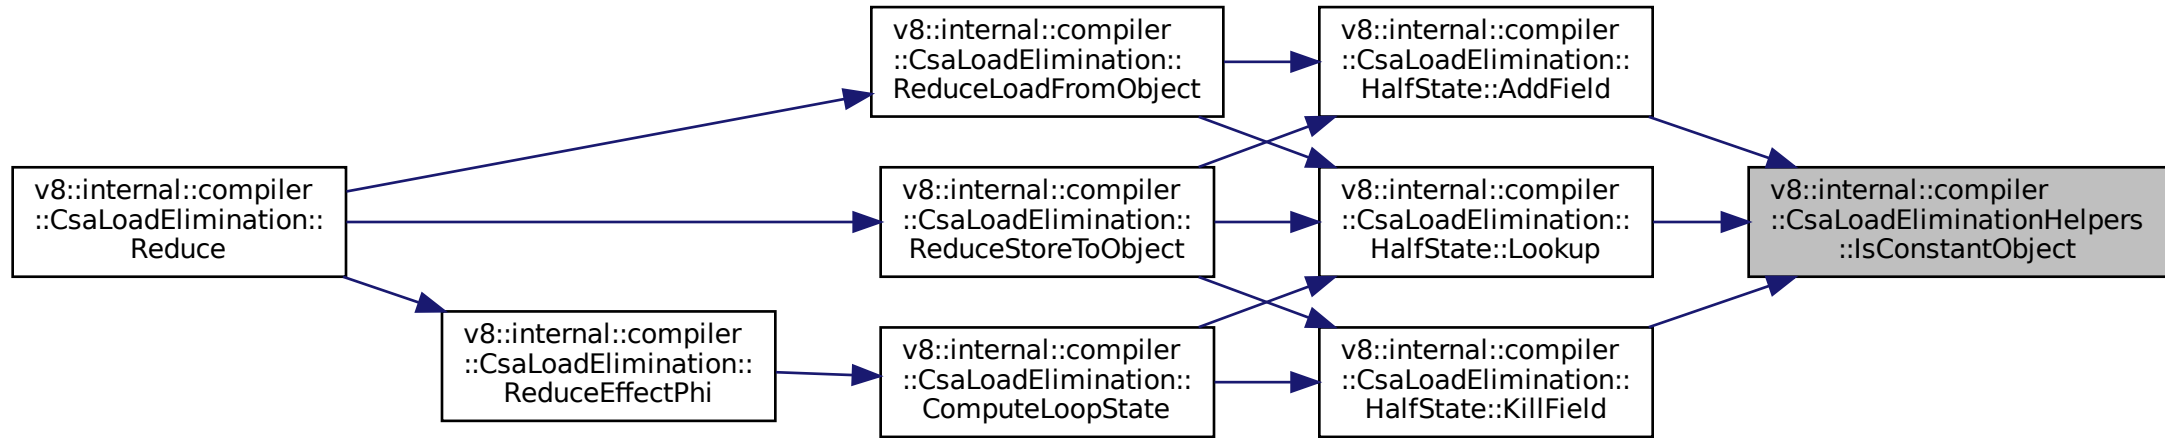 v8::internal::compiler
::CsaLoadElimination::
Reduce
v8::internal::compiler
::CsaLoadElimination::
ReduceEffectPhi
v8::internal::compiler
::CsaLoadElimination::
ReduceLoadFromObject
v8::internal::compiler
::CsaLoadElimination::
ReduceStoreToObject
v8::internal::compiler
::CsaLoadElimination::
ComputeLoopState
v8::internal::compiler
::CsaLoadElimination::
HalfState::AddField
v8::internal::compiler
::CsaLoadElimination::
HalfState::Lookup
v8::internal::compiler
::CsaLoadElimination::
HalfState::KillField
v8::internal::compiler
::CsaLoadEliminationHelpers
::IsConstantObject